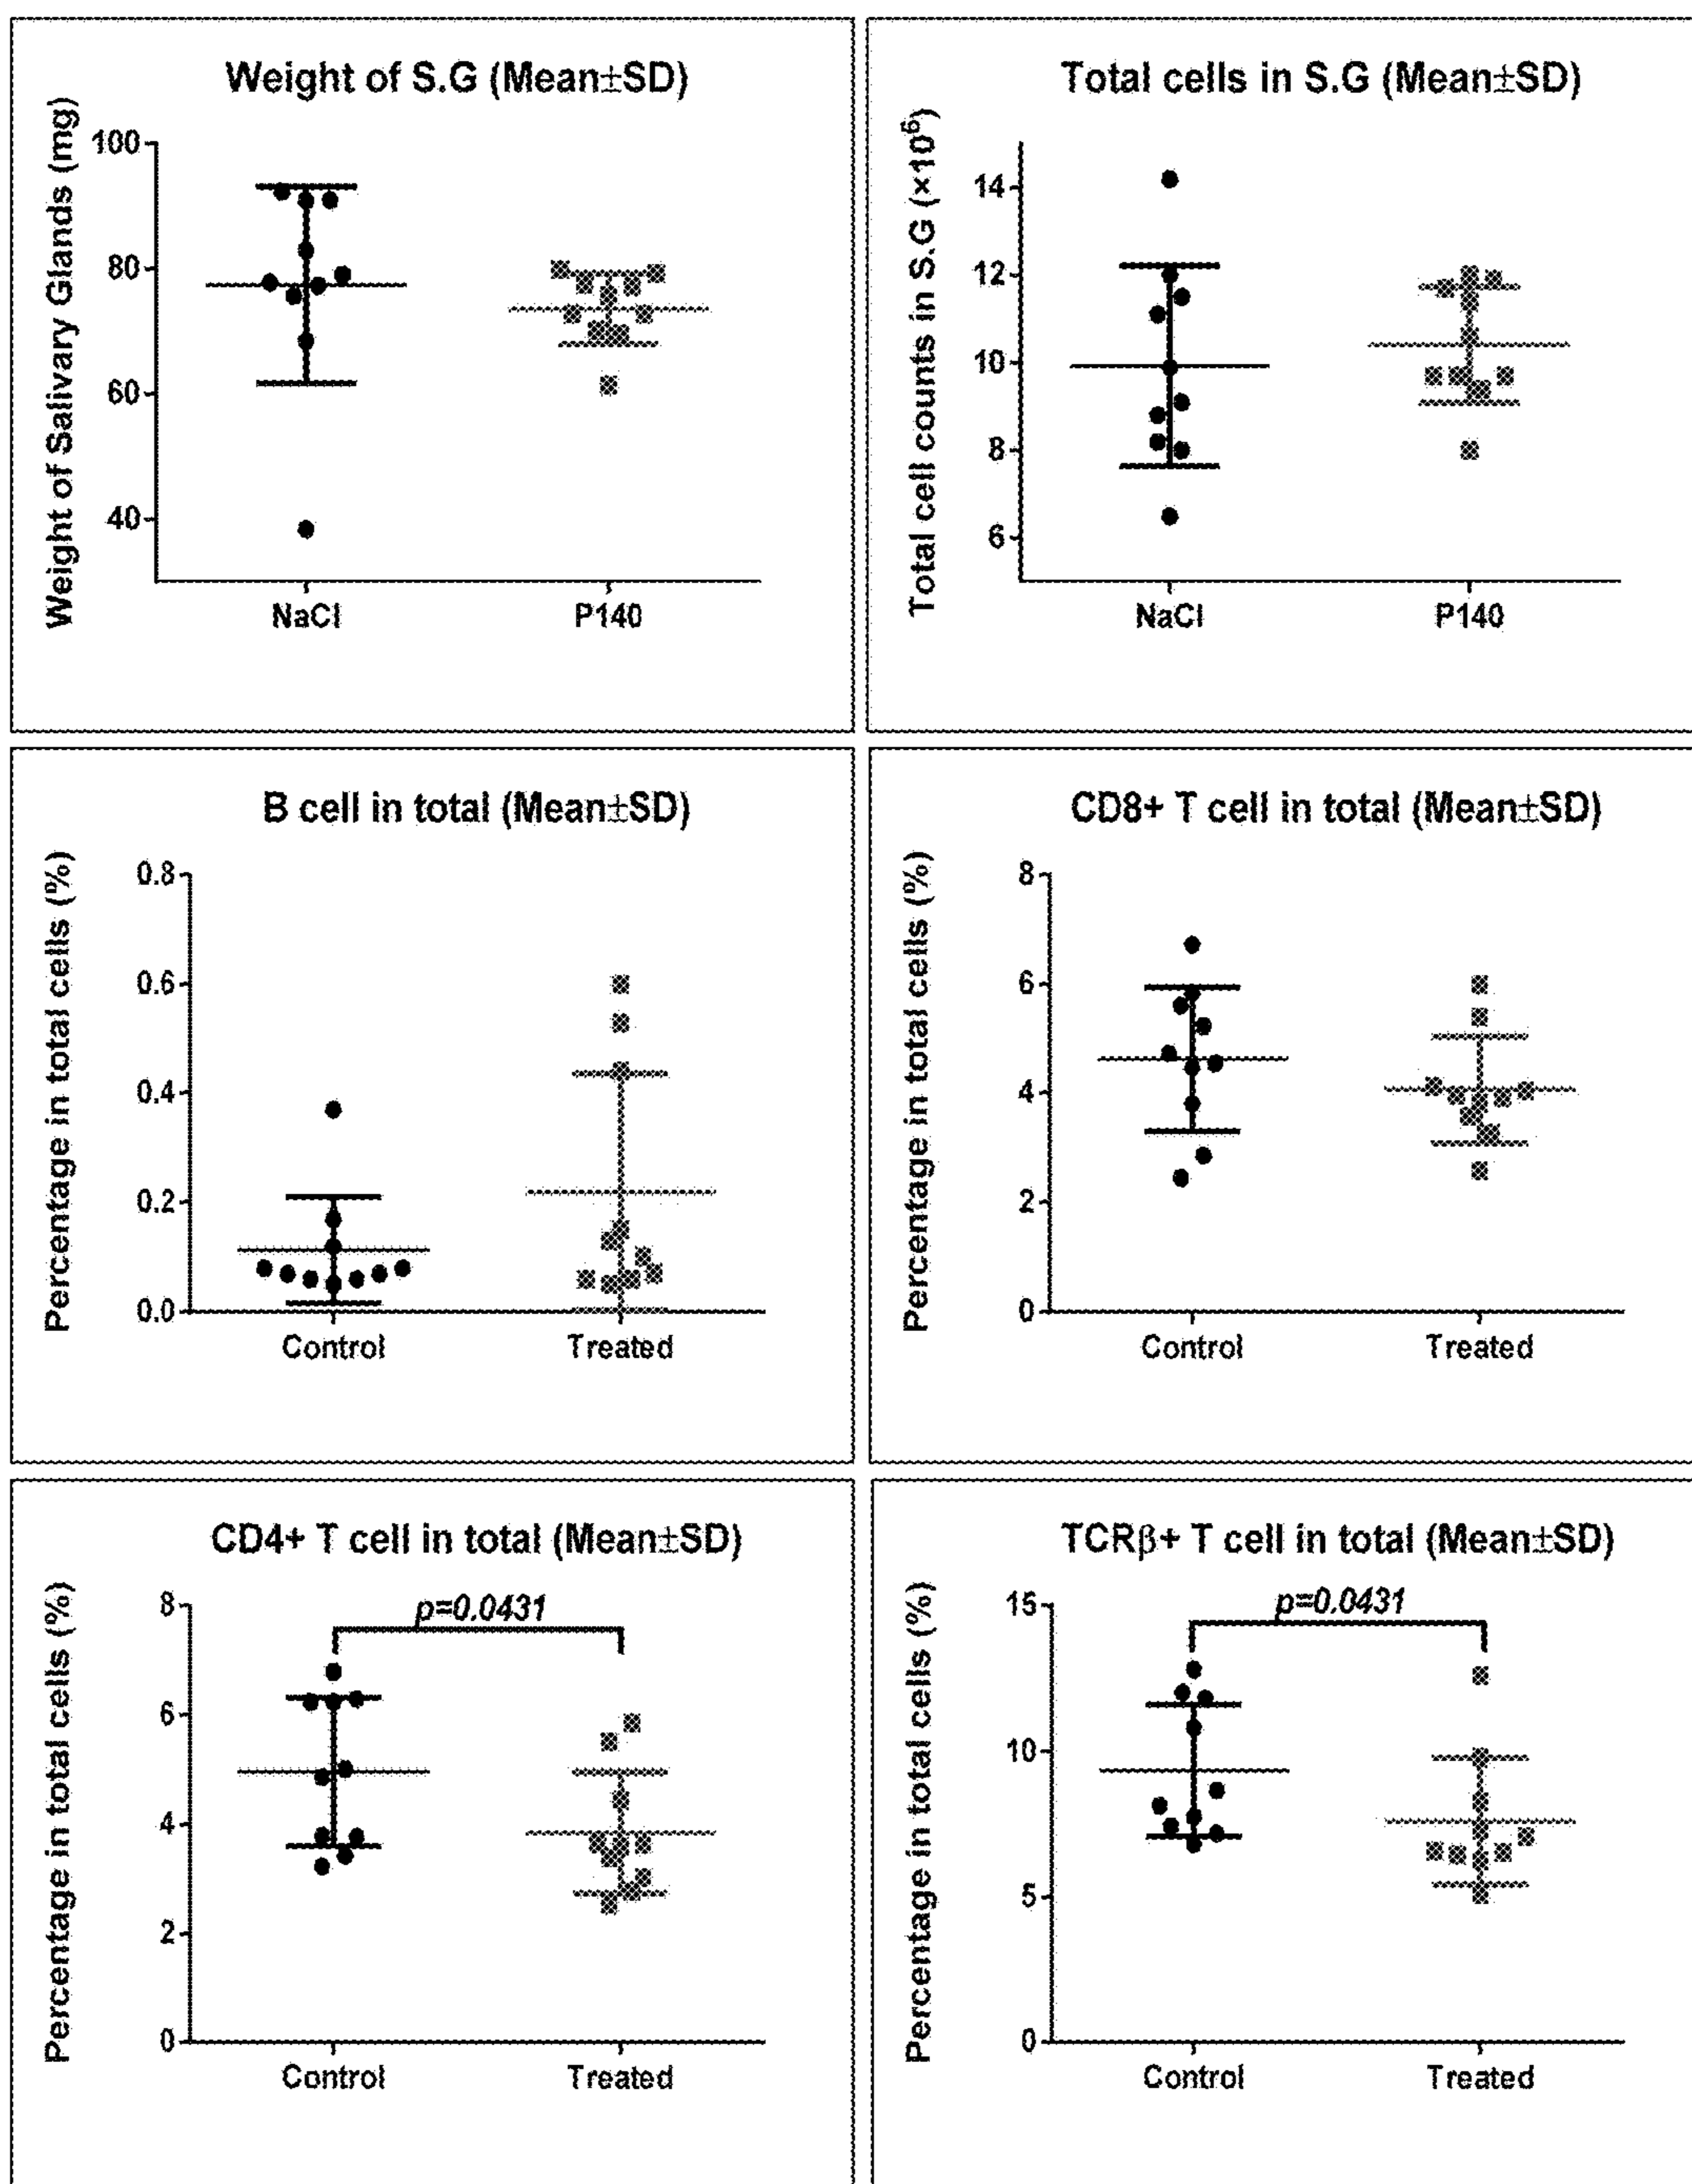 Weight of S.G (Mean±SD)
Weight of Salivary Glands (mg)
100
80
60
40
NaCl
P140
Total cells in S.G (Mean±SD)
Total cell counts in S.G (×10⁶)
14
12
10
8
6
NaCl
P140
B cell in total (Mean±SD)
Percentage in total cells (%)
0.8
0.6
0.4
0.2
0.0
Control
Treated
CD8+ T cell in total (Mean±SD)
Percentage in total cells (%)
8
6
4
2
0
Control
Treated
CD4+ T cell in total (Mean±SD)
Percentage in total cells (%)
p=0.0431
8
6
4
2
0
Control
Treated
TCRβ+ T cell in total (Mean±SD)
Percentage in total cells (%)
p=0.0431
15
10
5
0
Control
Treated